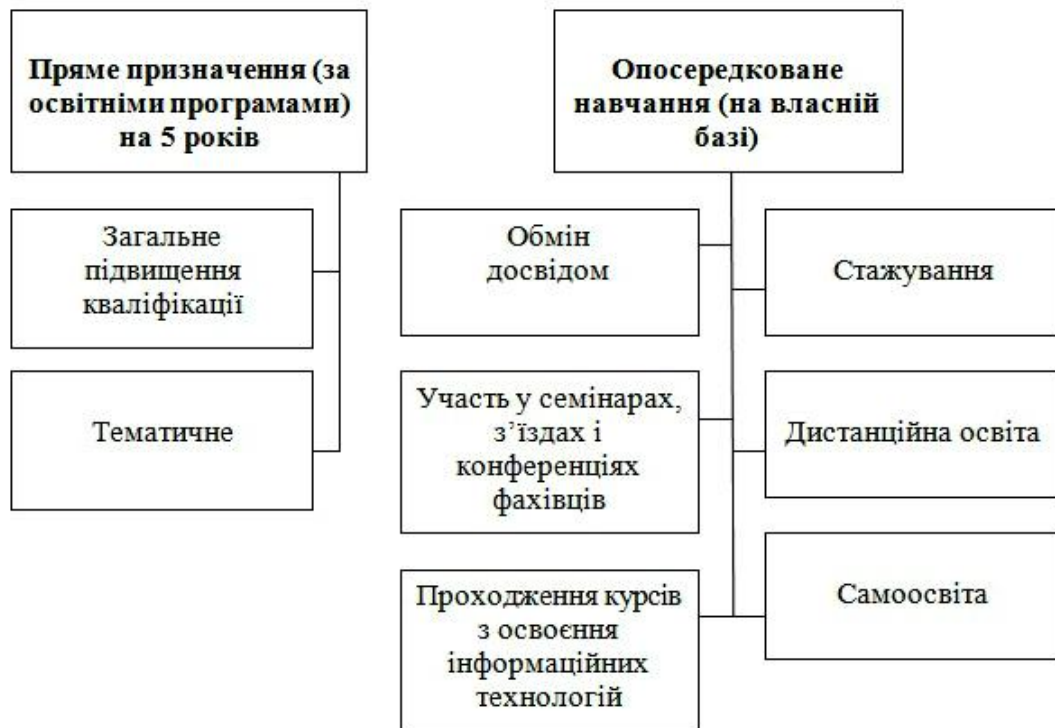 Пряме призначення (за
освітніми програмами)
на 5 років
Загальне
підвищення
кваліфікації
Тематичне
Опосередковане
навчання (на власній
базі)
Обмін
досвідом
Участь у семінарах,
з’їздах і
конференціях
фахівців
Проходження курсів
з освоєння
інформаційних
технологій
Стажування
Дистанційна освіта
Самоосвіта